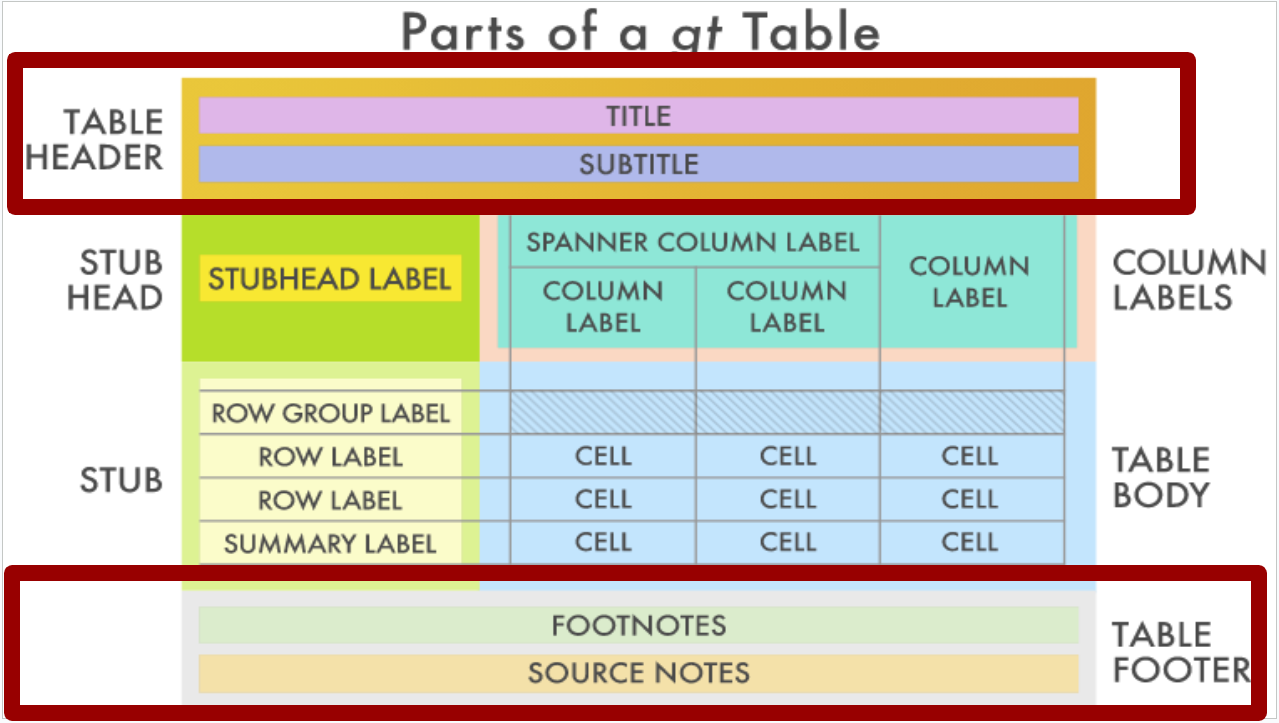 Parts of a gt Table
TABLE
HEADER
TITLE
SUBTITLE
STUB
HEAD
STUBHEAD LABEL
SPANNER COLUMN LABEL
COLUMN
LABEL
COLUMN
LABEL
COLUMN
LABEL
COLUMN
LABELS
STUB
ROW GROUP LABEL
ROW LABEL CELL CELL CELL
ROW LABEL CELL CELL CELL
SUMMARY LABEL CELL CELL CELL
TABLE
BODY
FOOTNOTES
SOURCE NOTES
TABLE
FOOTER